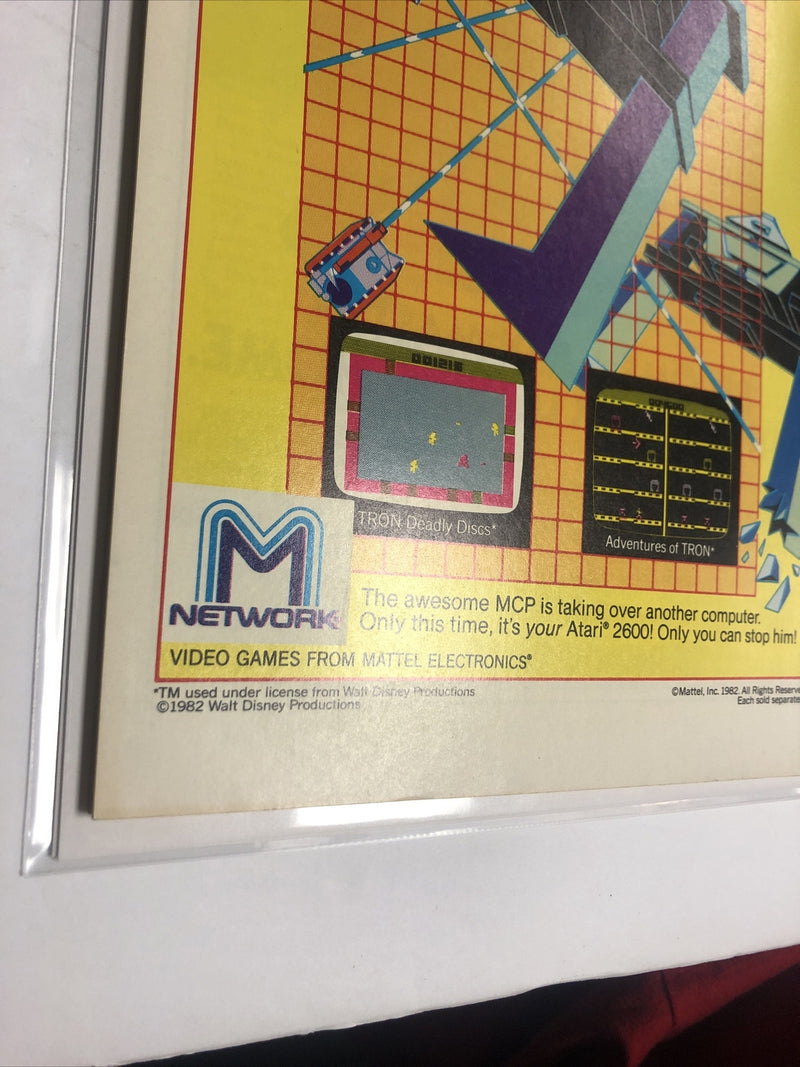 TRON Deadly Discs*
Adventures of TRON*
M
NETWORK
The awesome MCP is taking over another computer.
Only this time, it's your Atari® 2600! Only you can stop him!
VIDEO GAMES FROM MATTEL ELECTRONICS®
*TM used under license from Walt Disney Productions
©1982 Walt Disney Productions
©Mattel, Inc. 1982. All Rights
Each sold